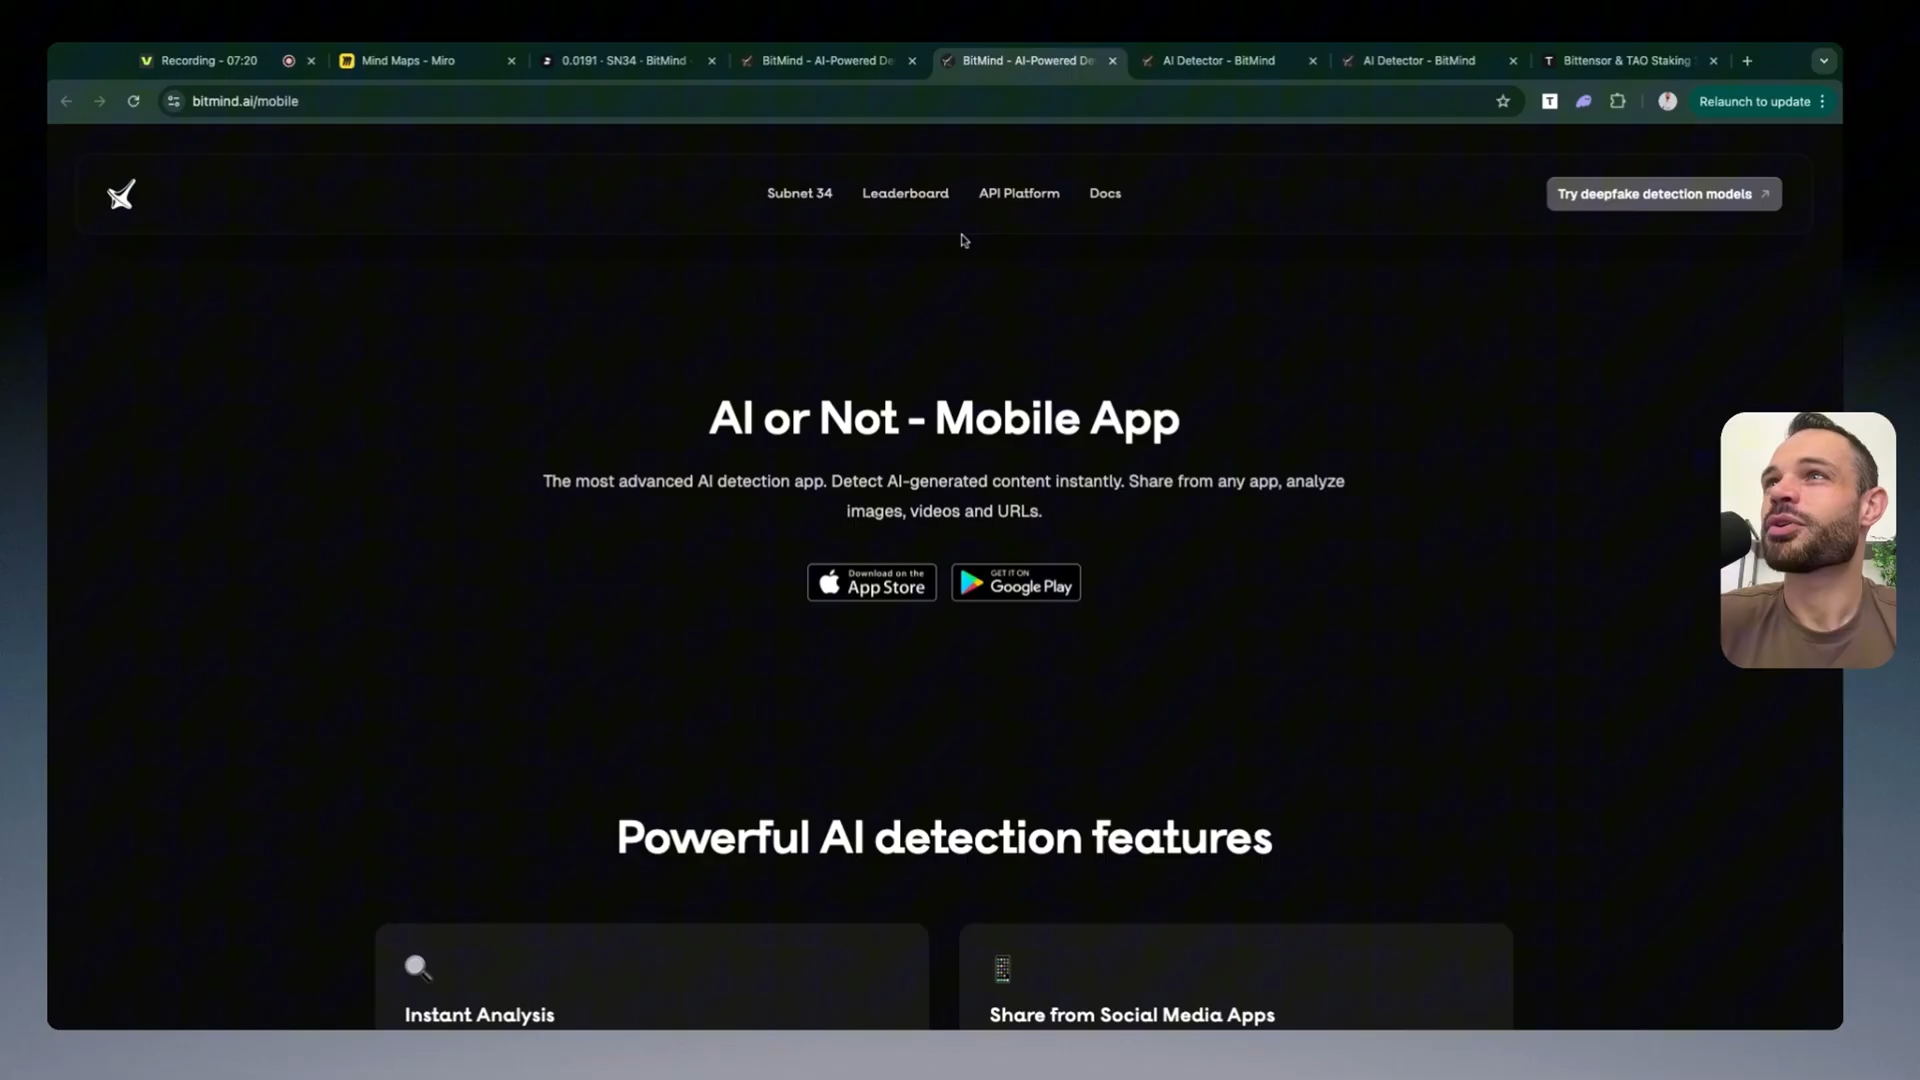 Recording - 07:20
Mind Maps - Miro
0.0191 · SN34 · BitMind ·
BitMind - AI-Powered De
BitMind - AI-Powered De
AI Detector - BitMind
AI Detector - BitMind
Bittensor & TAO Staking
bitmind.ai/mobile
Relaunch to update
Subnet 34
Leaderboard
API Platform
Docs
Try deepfake detection models
AI or Not - Mobile App
The most advanced AI detection app. Detect AI-generated content instantly. Share from any app, analyze
images, videos and URLs.
Download on the
App Store
GET IT ON
Google Play
Powerful AI detection features
Instant Analysis
Share from Social Media Apps